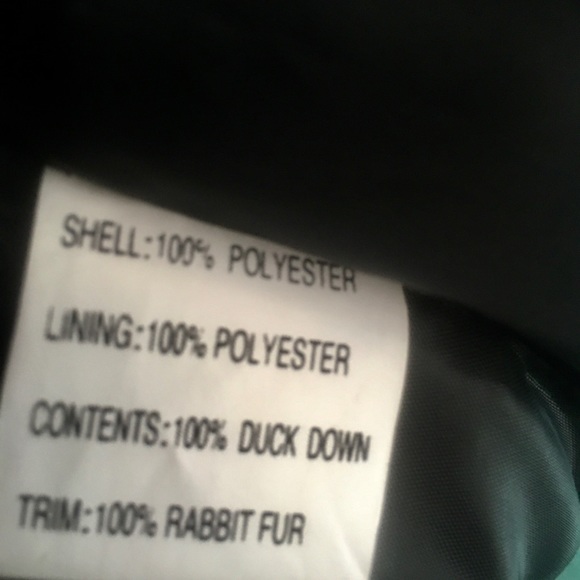 SHELL:100% POLYESTER
LINING:100% POLYESTER
CONTENTS:100% DUCK DOWN
TRIM:100% RABBIT FUR